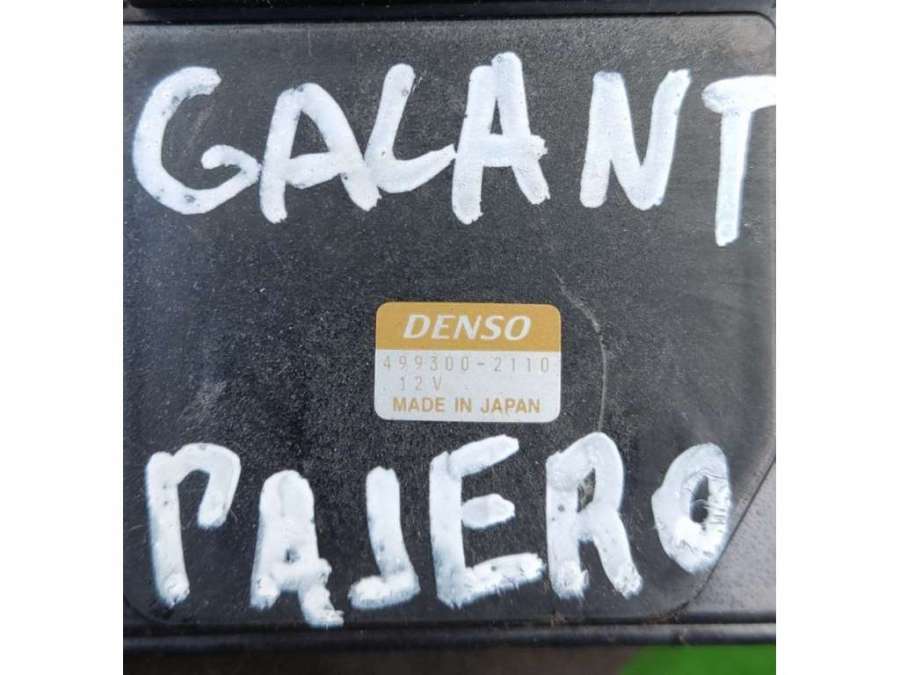 GALANT
DENSO
499300-2110
12V
MADE IN JAPAN
PAJERO